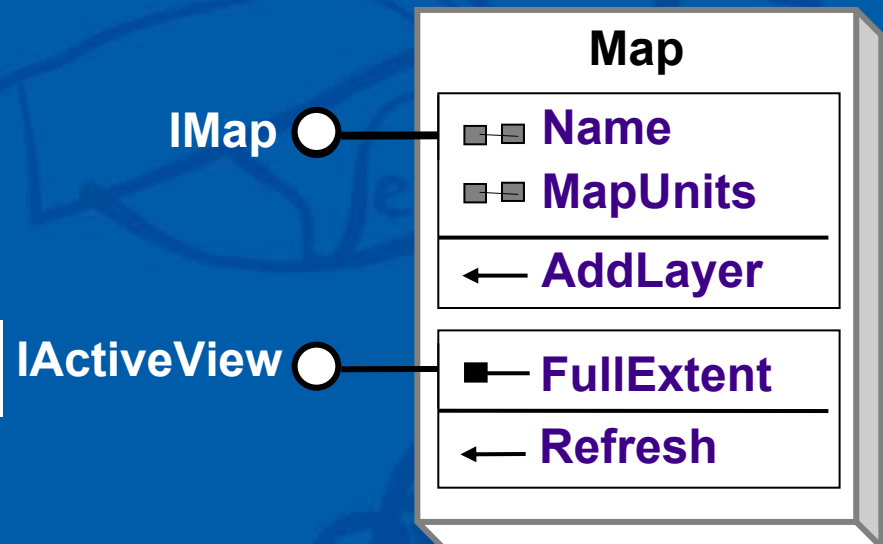 Map
IMap
Name
MapUnits
AddLayer
IActiveView
FullExtent
Refresh